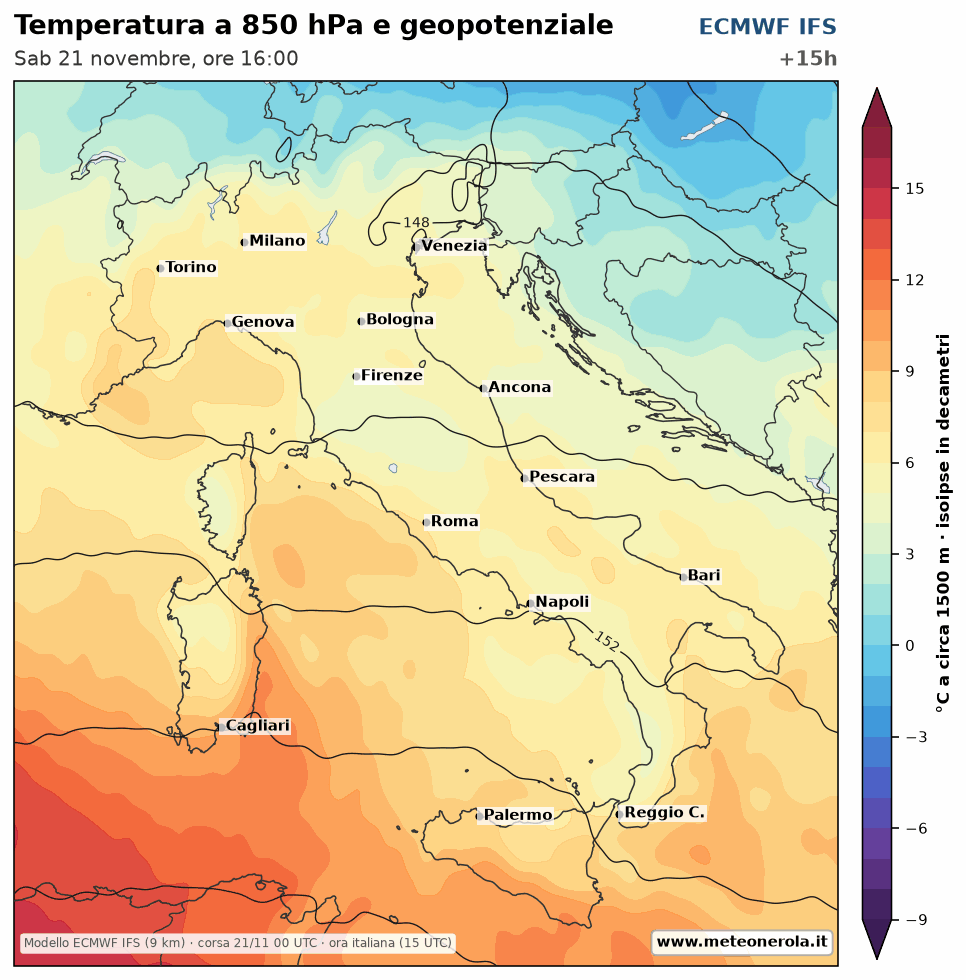 Temperatura a 850 hPa e geopotenziale
ECMWF IFS
Sab 21 novembre, ore 16:00
+15h
148
Venezia
Milano
Torino
Genova
Bologna
Firenze
Ancona
Pescara
Roma
Bari
Napoli
152
Cagliari
Palermo
Reggio C.
Modello ECMWF IFS (9 km) · corsa 21/11 00 UTC · ora italiana (15 UTC)
www.meteonerola.it
15
12
9
6
3
0
−3
−6
−9
°C a circa 1500 m · isoipse in decametri